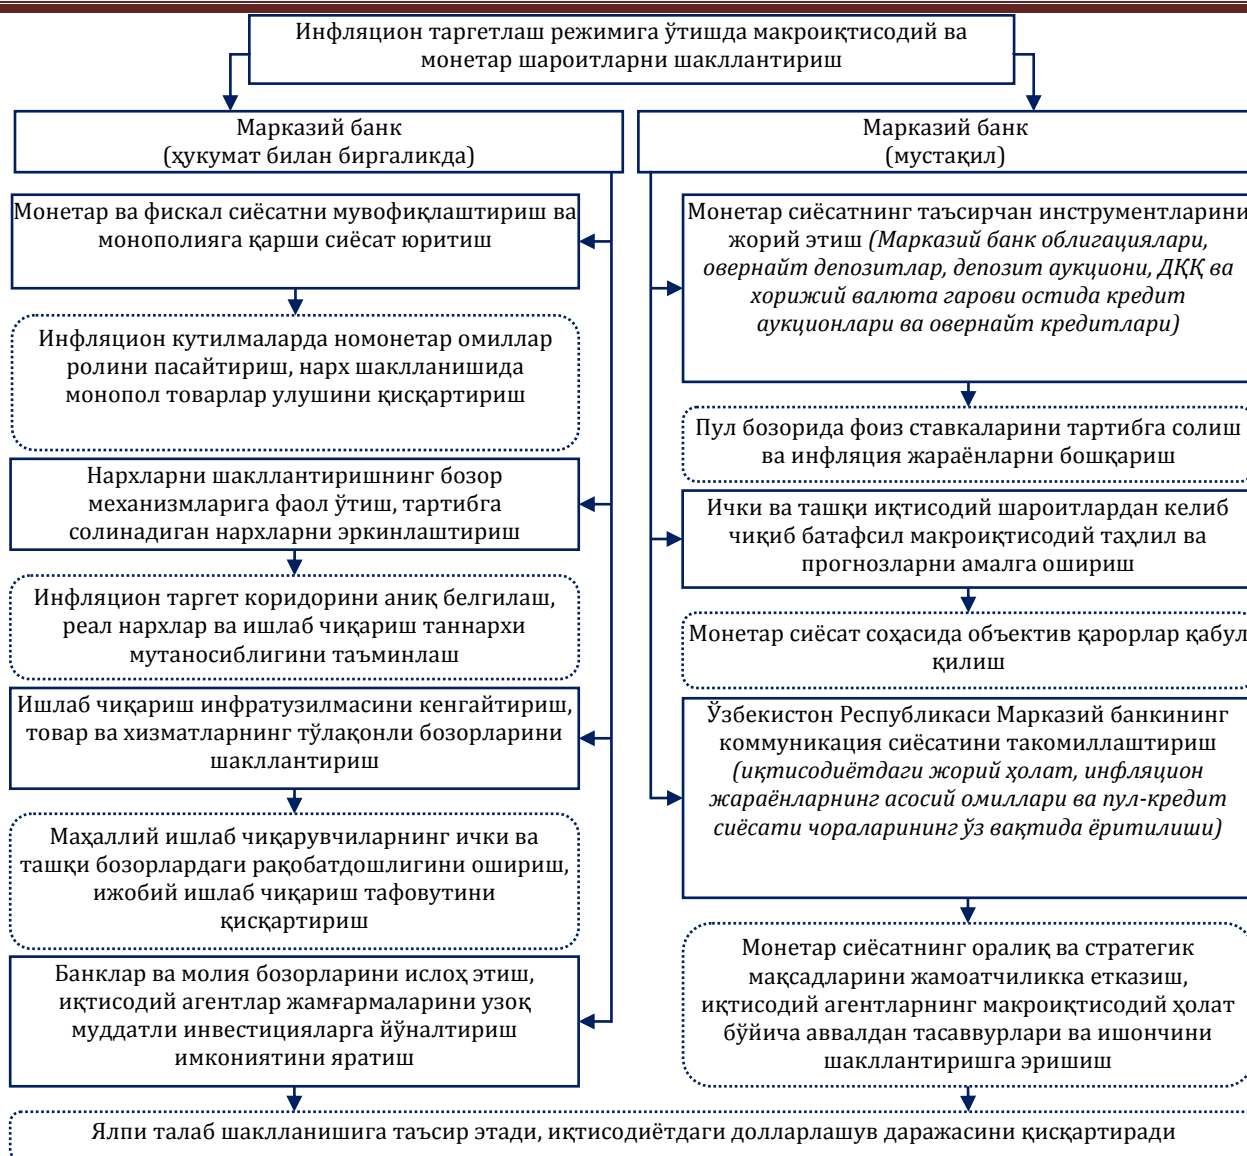 Инфляцион таргетлаш режимига ўтишда макроиқтисодий ва
монетар шароитларни шакллантириш
Марказий банк
(ҳукумат билан биргаликда)
Монетар ва фискал сиёсатни мувофиқлаштириш ва
монополияга қарши сиёсат юритиш
Инфляцион кутилмаларда номонетар омиллар
ролини пасайтириш, нарх шаклланишида
монопол товарлар улушини қисқартириш
Нархларни шакллантиришнинг бозор
механизмларига фаол ўтиш, тартибга
солинадиган нархларни эркинлаштириш
Инфляцион таргет коридорини аниқ белгилаш,
реал нархлар ва ишлаб чиқариш таннархи
мутаносиблигини таъминлаш
Ишлаб чиқариш инфратузилмасини кенгайтириш,
товар ва хизматларнинг тўлақонли бозорларини
шакллантириш
Маҳаллий ишлаб чиқарувчиларнинг ички ва
ташқи бозорлардаги рақобатдошлигини ошириш,
ижобий ишлаб чиқариш тафовутини
қисқартириш
Банклар ва молия бозорларини ислоҳ этиш,
иқтисодий агентлар жамғармаларини узоқ
муддатли инвестицияларга йўналтириш
имкониятини яратиш
Марказий банк
(мустақил)
Монетар сиёсатнинг таъсирчан инструментларини
жорий этиш (Марказий банк облигациялари,
овернайт депозитлар, депозит аукциони, ДҚҚ ва
хорижий валюта гарови остида кредит
аукционлари ва овернайт кредитлари)
Пул бозорида фоиз ставкаларини тартибга солиш
ва инфляция жараёнларни бошқариш
Ички ва ташқи иқтисодий шароитлардан келиб
чиқиб батафсил макроиқтисодий таҳлил ва
прогнозларни амалга ошириш
Монетар сиёсат соҳасида объектив қарорлар қабул
қилиш
Ўзбекистон Республикаси Марказий банкининг
коммуникация сиёсатини такомиллаштириш
(иқтисодиётдаги жорий ҳолат, инфляцион
жараёнларнинг асосий омиллари ва пул-кредит
сиёсати чораларининг ўз вақтида ёритилиши)
Монетар сиёсатнинг оралиқ ва стратегик
мақсадларини жамоатчиликка етказиш,
иқтисодий агентларнинг макроиқтисодий ҳолат
бўйича аввалдан тасаввурлари ва ишончини
шакллантиришга эришиш
Ялпи талаб шаклланишига таъсир этади, иқтисодиётдаги долларлашув даражасини қисқартиради